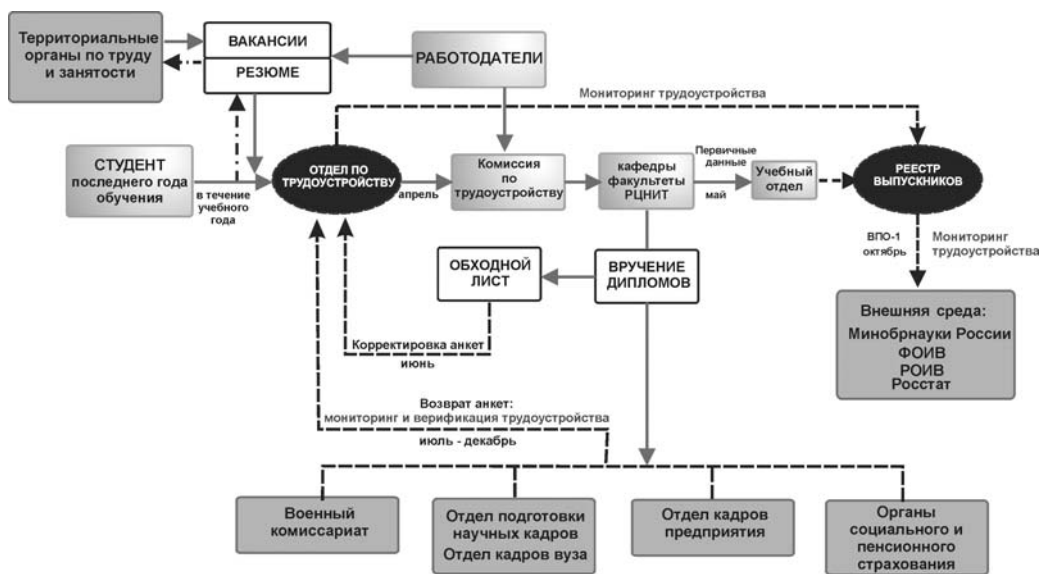 Территориальные
органы по труду
и занятости
ВАКАНСИИ
РЕЗЮМЕ
РАБОТОДАТЕЛИ
Мониторинг трудоустройства
СТУДЕНТ
последнего года
обучения
в течение
учебного
года
ОТДЕЛ ПО
ТРУДОУСТРОЙСТВУ
апрель
Комиссия
по
трудоустройству
кафедры
факультеты
РЦНИТ
Первичные
данные
май
Учебный
отдел
РЕЕСТР
ВЫПУСКНИКОВ
ВПО-1
октябрь
Мониторинг
трудоустройства
ОБХОДНОЙ
ЛИСТ
ВРУЧЕНИЕ
ДИПЛОМОВ
Корректировка анкет
июнь
Внешняя среда:
Минобрнауки России
ФОИВ
РОИВ
Росстат
Возврат анкет:
мониторинг и верификация трудоустройства
июль - декабрь
Военный
комиссариат
Отдел подготовки
научных кадров
Отдел кадров вуза
Отдел кадров
предприятия
Органы
социального и
пенсионного
страхования